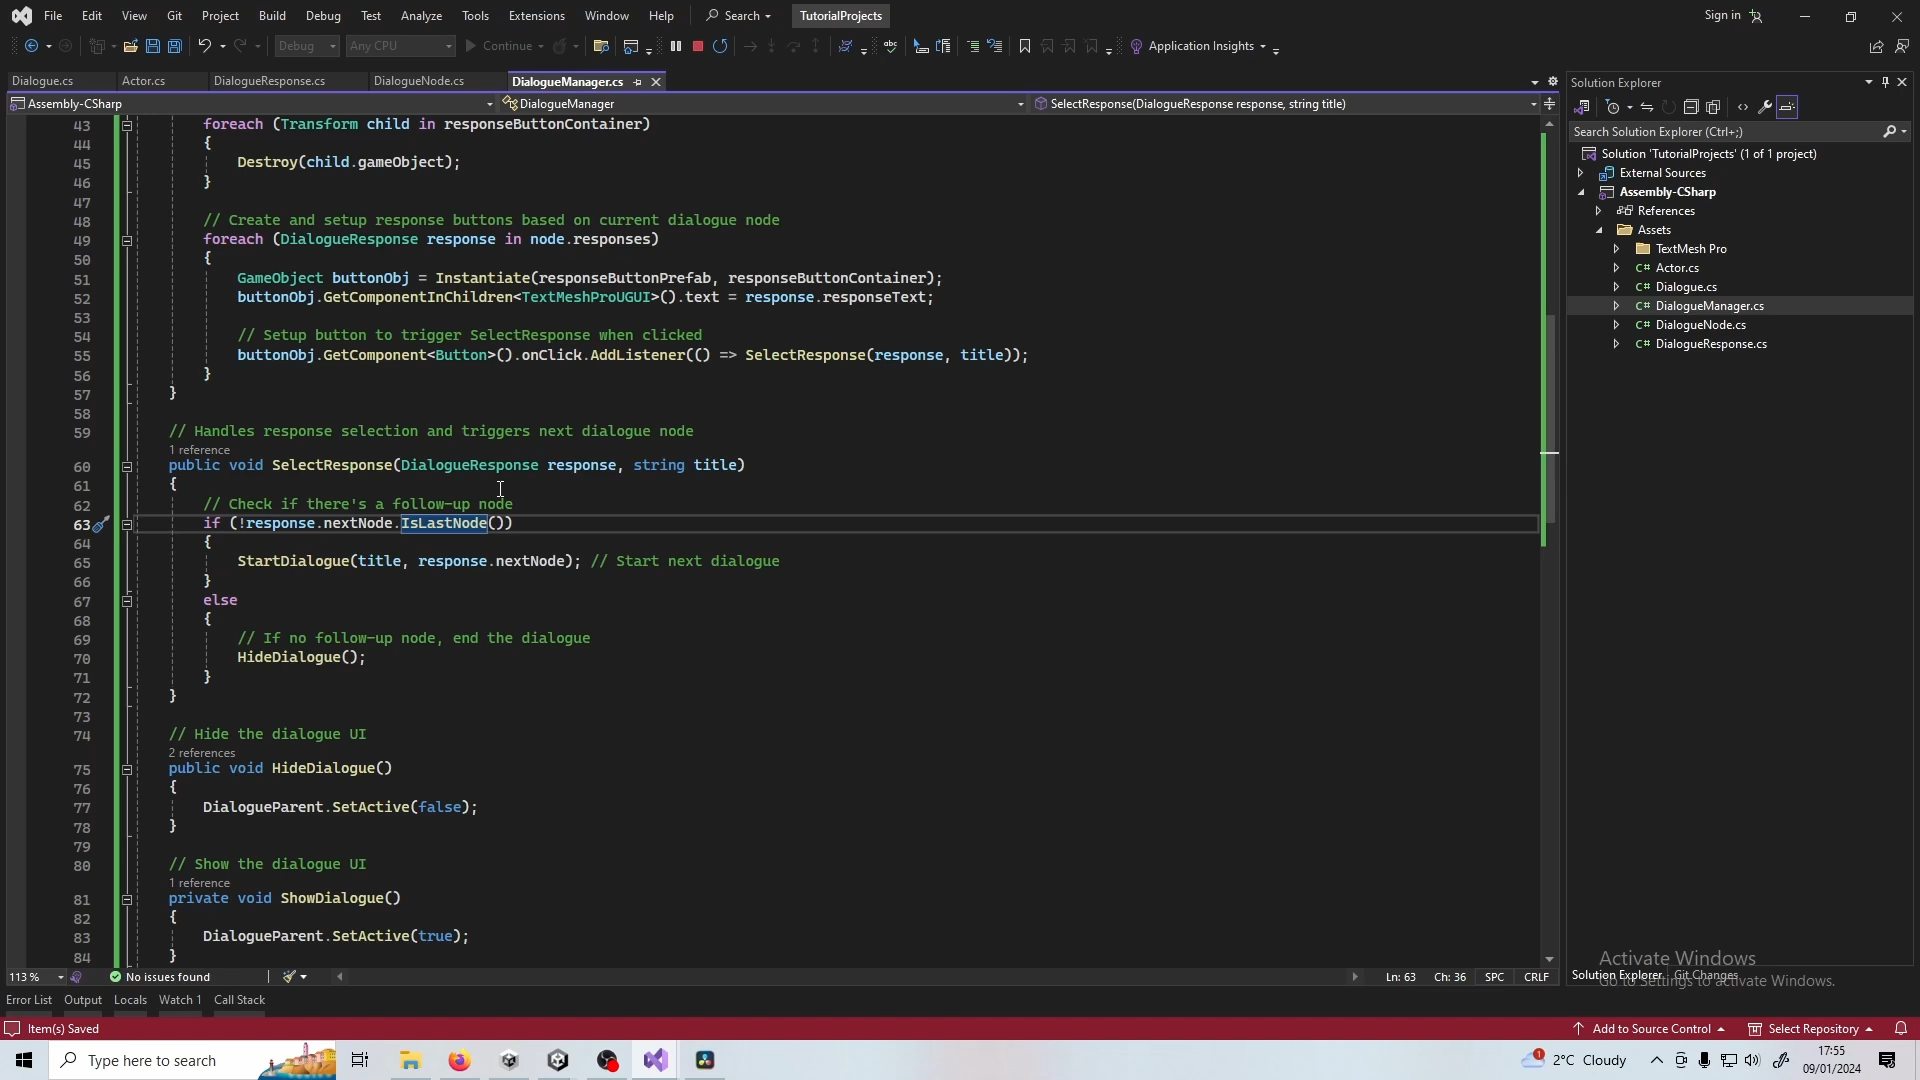 File Edit View Git Project Build Debug Test Analyze Tools Extensions Window Help Search TutorialProjects Sign in
Debug Any CPU Continue Application Insights
Dialogue.cs Actor.cs DialogueResponse.cs DialogueNode.cs DialogueManager.cs
Assembly-CSharp DialogueManager SelectResponse(DialogueResponse response, string title)
43 foreach (Transform child in responseButtonContainer)
44 {
45 Destroy(child.gameObject);
46 }
47
48 // Create and setup response buttons based on current dialogue node
49 foreach (DialogueResponse response in node.responses)
50 {
51 GameObject buttonObj = Instantiate(responseButtonPrefab, responseButtonContainer);
52 buttonObj.GetComponentInChildren<TextMeshProUGUI>().text = response.responseText;
53
54 // Setup button to trigger SelectResponse when clicked
55 buttonObj.GetComponent<Button>().onClick.AddListener(() => SelectResponse(response, title));
56 }
57 }
58
59 // Handles response selection and triggers next dialogue node
1 reference
60 public void SelectResponse(DialogueResponse response, string title)
61 {
62 // Check if there's a follow-up node
63 if (!response.nextNode.IsLastNode())
64 {
65 StartDialogue(title, response.nextNode); // Start next dialogue
66 }
67 else
68 {
69 // If no follow-up node, end the dialogue
70 HideDialogue();
71 }
72 }
73
74 // Hide the dialogue UI
2 references
75 public void HideDialogue()
76 {
77 DialogueParent.SetActive(false);
78 }
79
80 // Show the dialogue UI
1 reference
81 private void ShowDialogue()
82 {
83 DialogueParent.SetActive(true);
84 }
113 % No issues found Ln: 63 Ch: 36 SPC CRLF
Solution Explorer
Search Solution Explorer (Ctrl+;)
Solution 'TutorialProjects' (1 of 1 project)
External Sources
Assembly-CSharp
References
Assets
TextMesh Pro
C# Actor.cs
C# Dialogue.cs
C# DialogueManager.cs
C# DialogueNode.cs
C# DialogueResponse.cs
Activate Windows
Go to Settings to activate Windows.
Solution Explorer Git Changes
Error List Output Locals Watch 1 Call Stack
Item(s) Saved Add to Source Control Select Repository
Type here to search 1 2°C Cloudy 17:55
09/01/2024